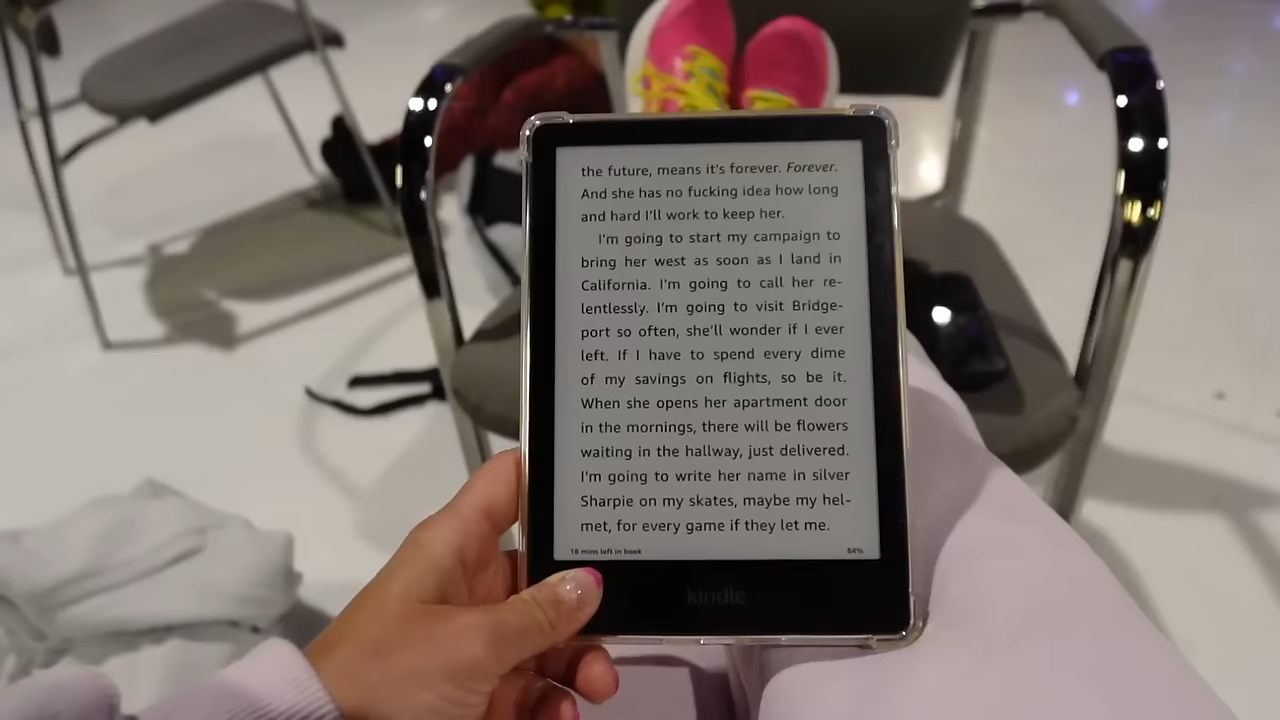 the future, means it's forever. Forever.
And she has no fucking idea how long
and hard I'll work to keep her.
I'm going to start my campaign to
bring her west as soon as I land in
California. I'm going to call her re-
lentlessly. I'm going to visit Bridge-
port so often, she'll wonder if I ever
left. If I have to spend every dime
of my savings on flights, so be it.
When she opens her apartment door
in the mornings, there will be flowers
waiting in the hallway, just delivered.
I'm going to write her name in silver
Sharpie on my skates, maybe my hel-
met, for every game if they let me.
18 mins left in book 84%
kindle